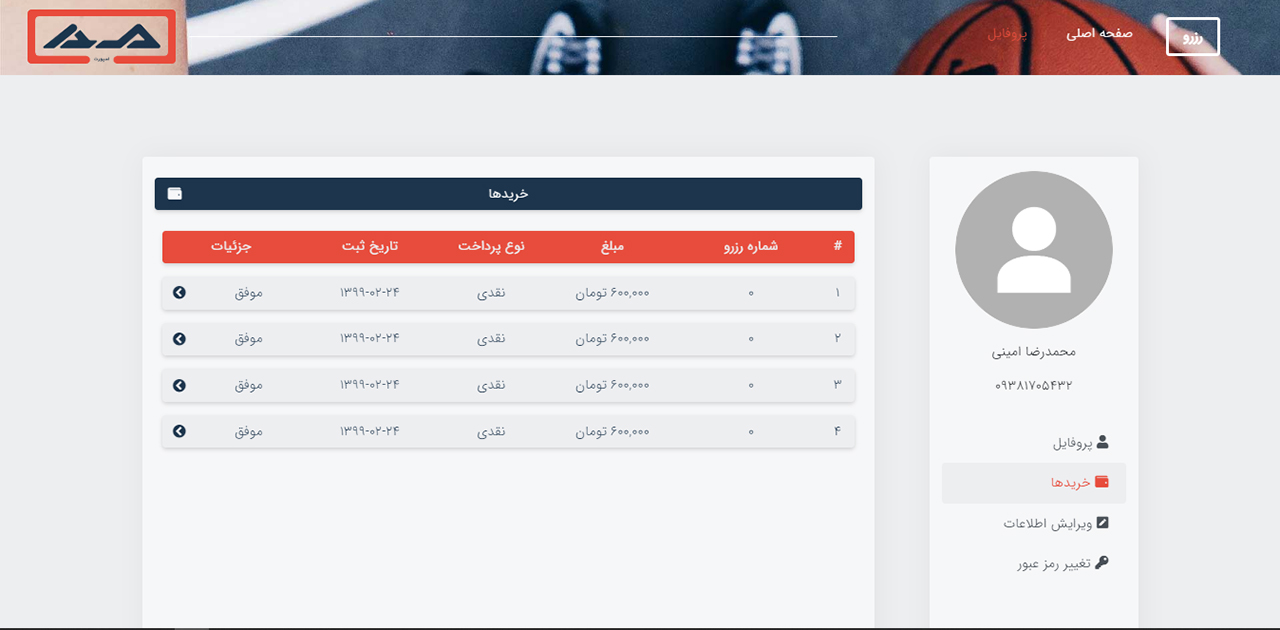 رزرو
صفحه اصلی
پروفایل
اسپورت
خریدها
# شماره رزرو مبلغ نوع پرداخت تاریخ ثبت جزئیات
۱ ۰ ۶۰۰,۰۰۰ تومان نقدی ۱۳۹۹-۰۲-۲۴ موفق
۲ ۰ ۶۰۰,۰۰۰ تومان نقدی ۱۳۹۹-۰۲-۲۴ موفق
۳ ۰ ۶۰۰,۰۰۰ تومان نقدی ۱۳۹۹-۰۲-۲۴ موفق
۴ ۰ ۶۰۰,۰۰۰ تومان نقدی ۱۳۹۹-۰۲-۲۴ موفق
محمدرضا امینی
۰۹۳۸۱۷۰۵۴۳۲
پروفایل
خریدها
ویرایش اطلاعات
تغییر رمز عبور